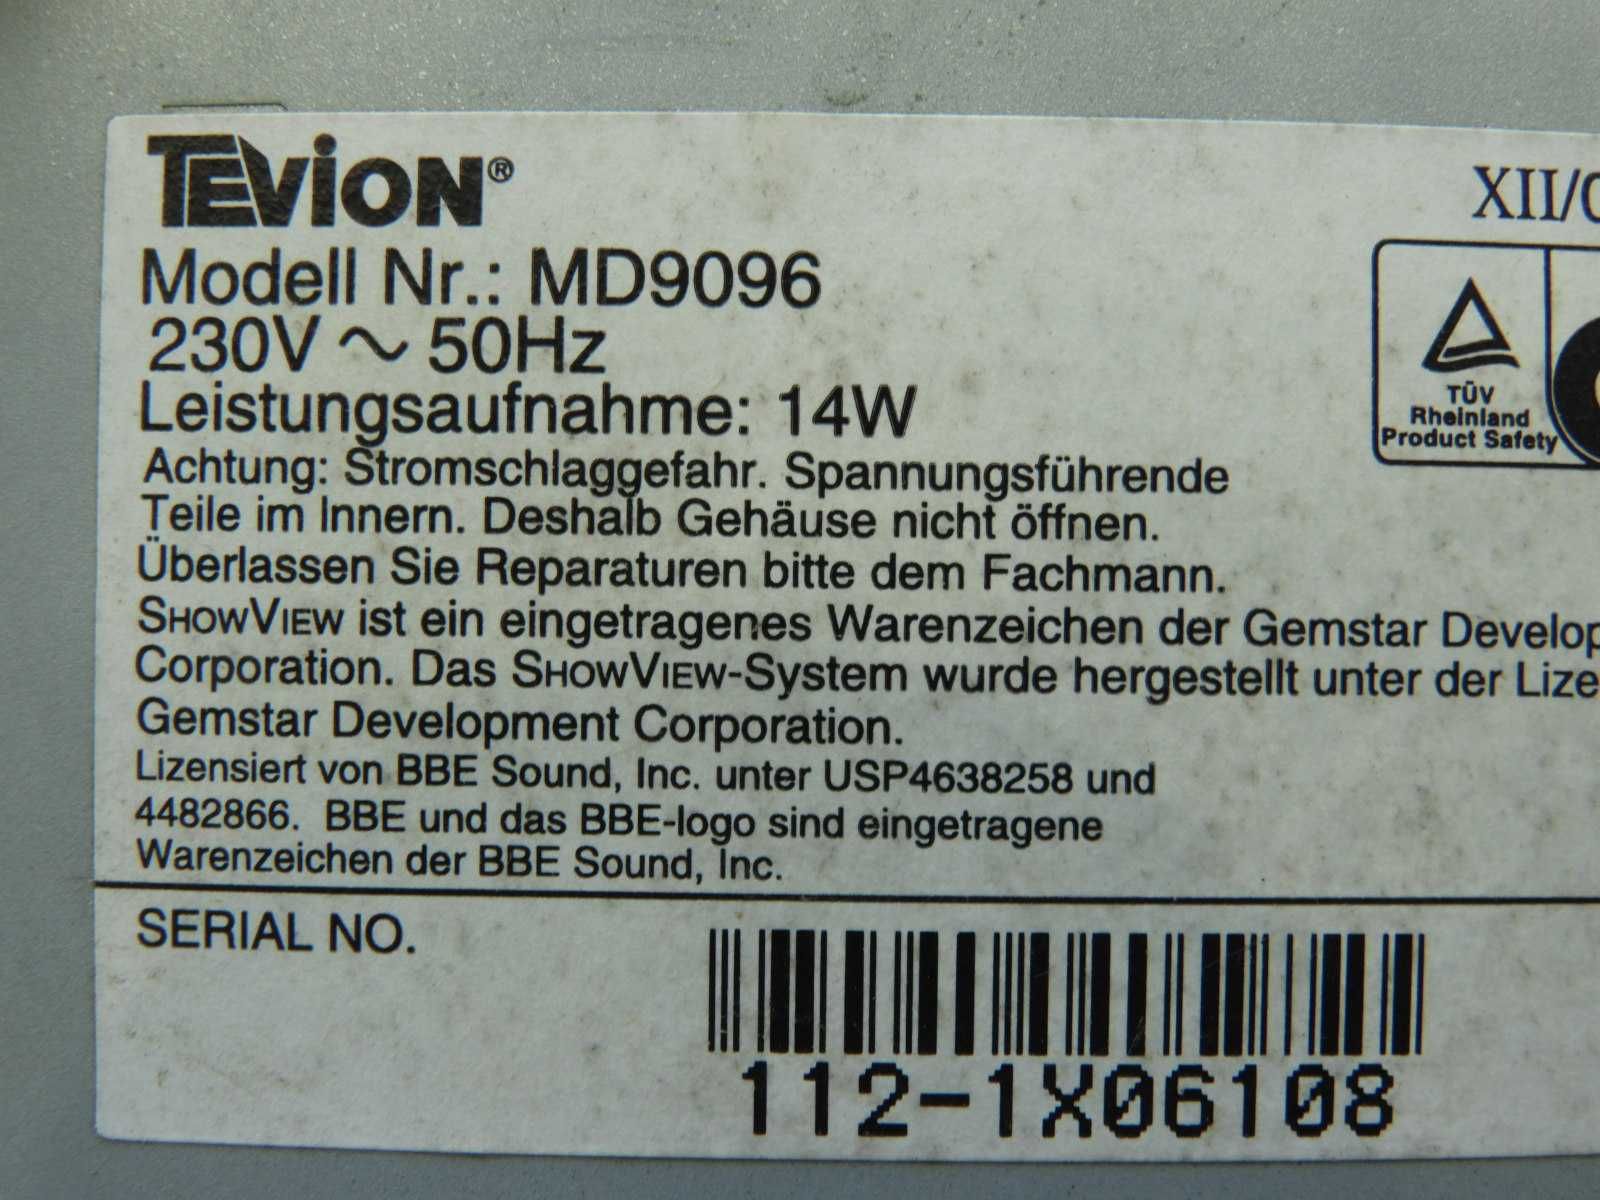 TEVION®
XII/
Modell Nr.: MD9096
230V ~ 50Hz
Leistungsaufnahme: 14W
TÜV
Rheinland
Product Safety
Achtung: Stromschlaggefahr. Spannungsführende
Teile im Innern. Deshalb Gehäuse nicht öffnen.
Überlassen Sie Reparaturen bitte dem Fachmann.
SHOWVIEW ist ein eingetragenes Warenzeichen der Gemstar Develop
Corporation. Das SHOWVIEW-System wurde hergestellt unter der Lize
Gemstar Development Corporation.
Lizensiert von BBE Sound, Inc. unter USP4638258 und
4482866. BBE und das BBE-logo sind eingetragene
Warenzeichen der BBE Sound, Inc.
SERIAL NO.
112-1X06108